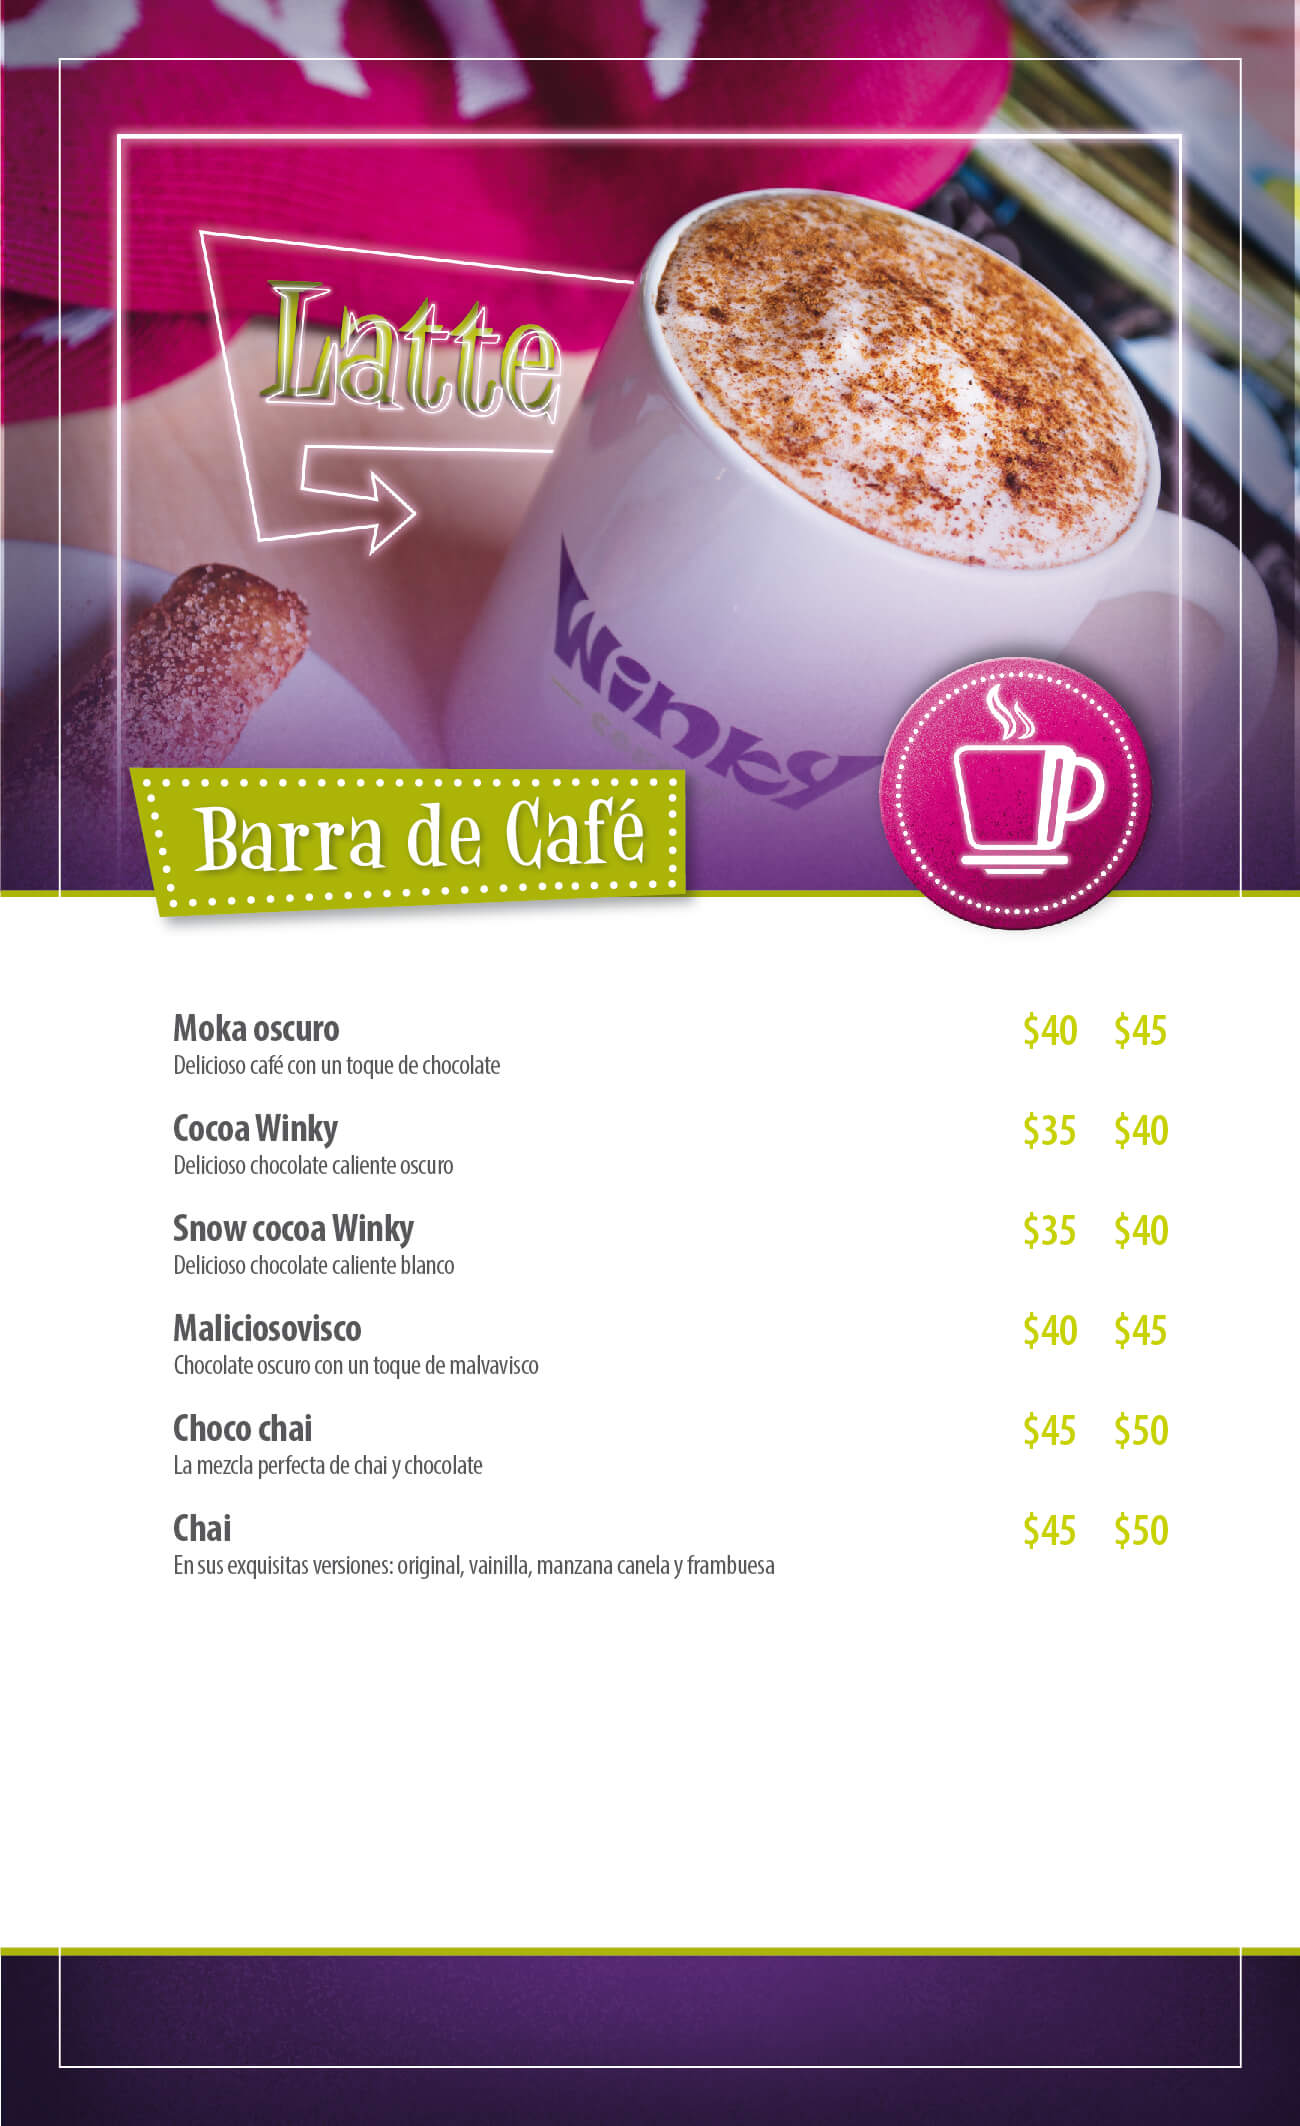 Latte
Winky
Barra de Café
Moka oscuro $40 $45
Delicioso café con un toque de chocolate
Cocoa Winky $35 $40
Delicioso chocolate caliente oscuro
Snow cocoa Winky $35 $40
Delicioso chocolate caliente blanco
Maliciosovisco $40 $45
Chocolate oscuro con un toque de malvavisco
Choco chai $45 $50
La mezcla perfecta de chai y chocolate
Chai $45 $50
En sus exquisitas versiones: original, vainilla, manzana canela y frambuesa